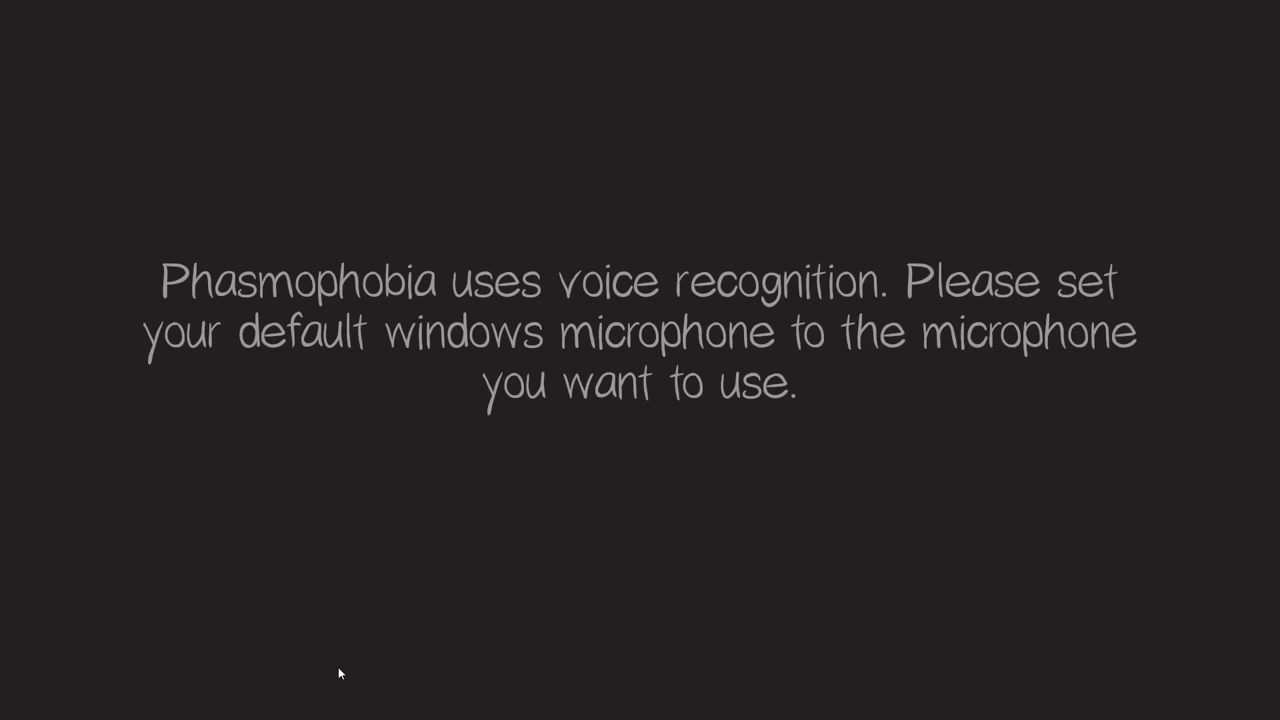 Phasmophobia uses voice recognition. Please set
your default windows microphone to the microphone
you want to use.